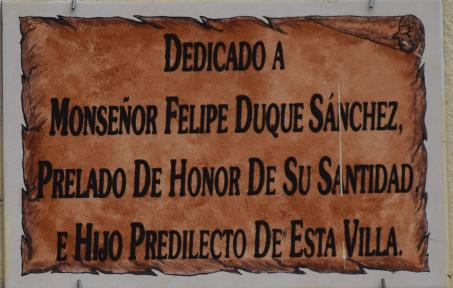 DEDICADO A
MONSEÑOR FELIPE DUQUE SÁNCHEZ,
PRELADO DE HONOR DE SU SANTIDAD
E HIJO PREDILECTO DE ESTA VILLA.